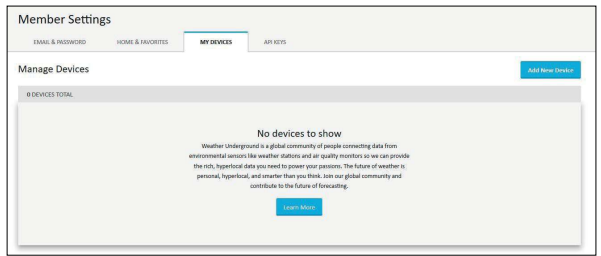 Member Settings
EMAIL & PASSWORD HOME & FAVORITES MY DEVICES API KEYS
Manage Devices
Add New Device
0 DEVICES TOTAL
No devices to show
Weather Underground is a global community of people connecting data from
environmental sensors like weather stations and air quality monitors so we can provide
the rich, hyperlocal data you need to power your passions. The future of weather is
personal, hyperlocal, and smarter than you think. Join our global community and
contribute to the future of forecasting.
Learn More